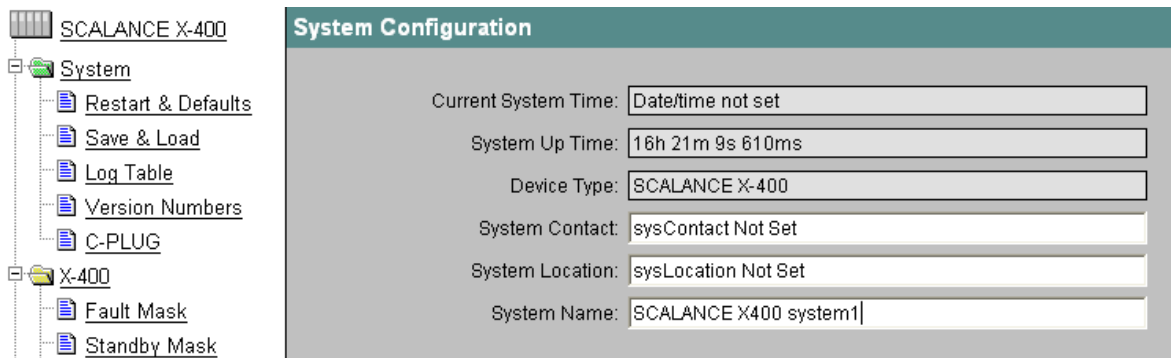 SCALANCE X-400
System
Restart & Defaults
Save & Load
Log Table
Version Numbers
C-PLUG
X-400
Fault Mask
Standby Mask
System Configuration
Current System Time: Date/time not set
System Up Time: 16h 21m 9s 610ms
Device Type: SCALANCE X-400
System Contact: sysContact Not Set
System Location: sysLocation Not Set
System Name: SCALANCE X400 system1